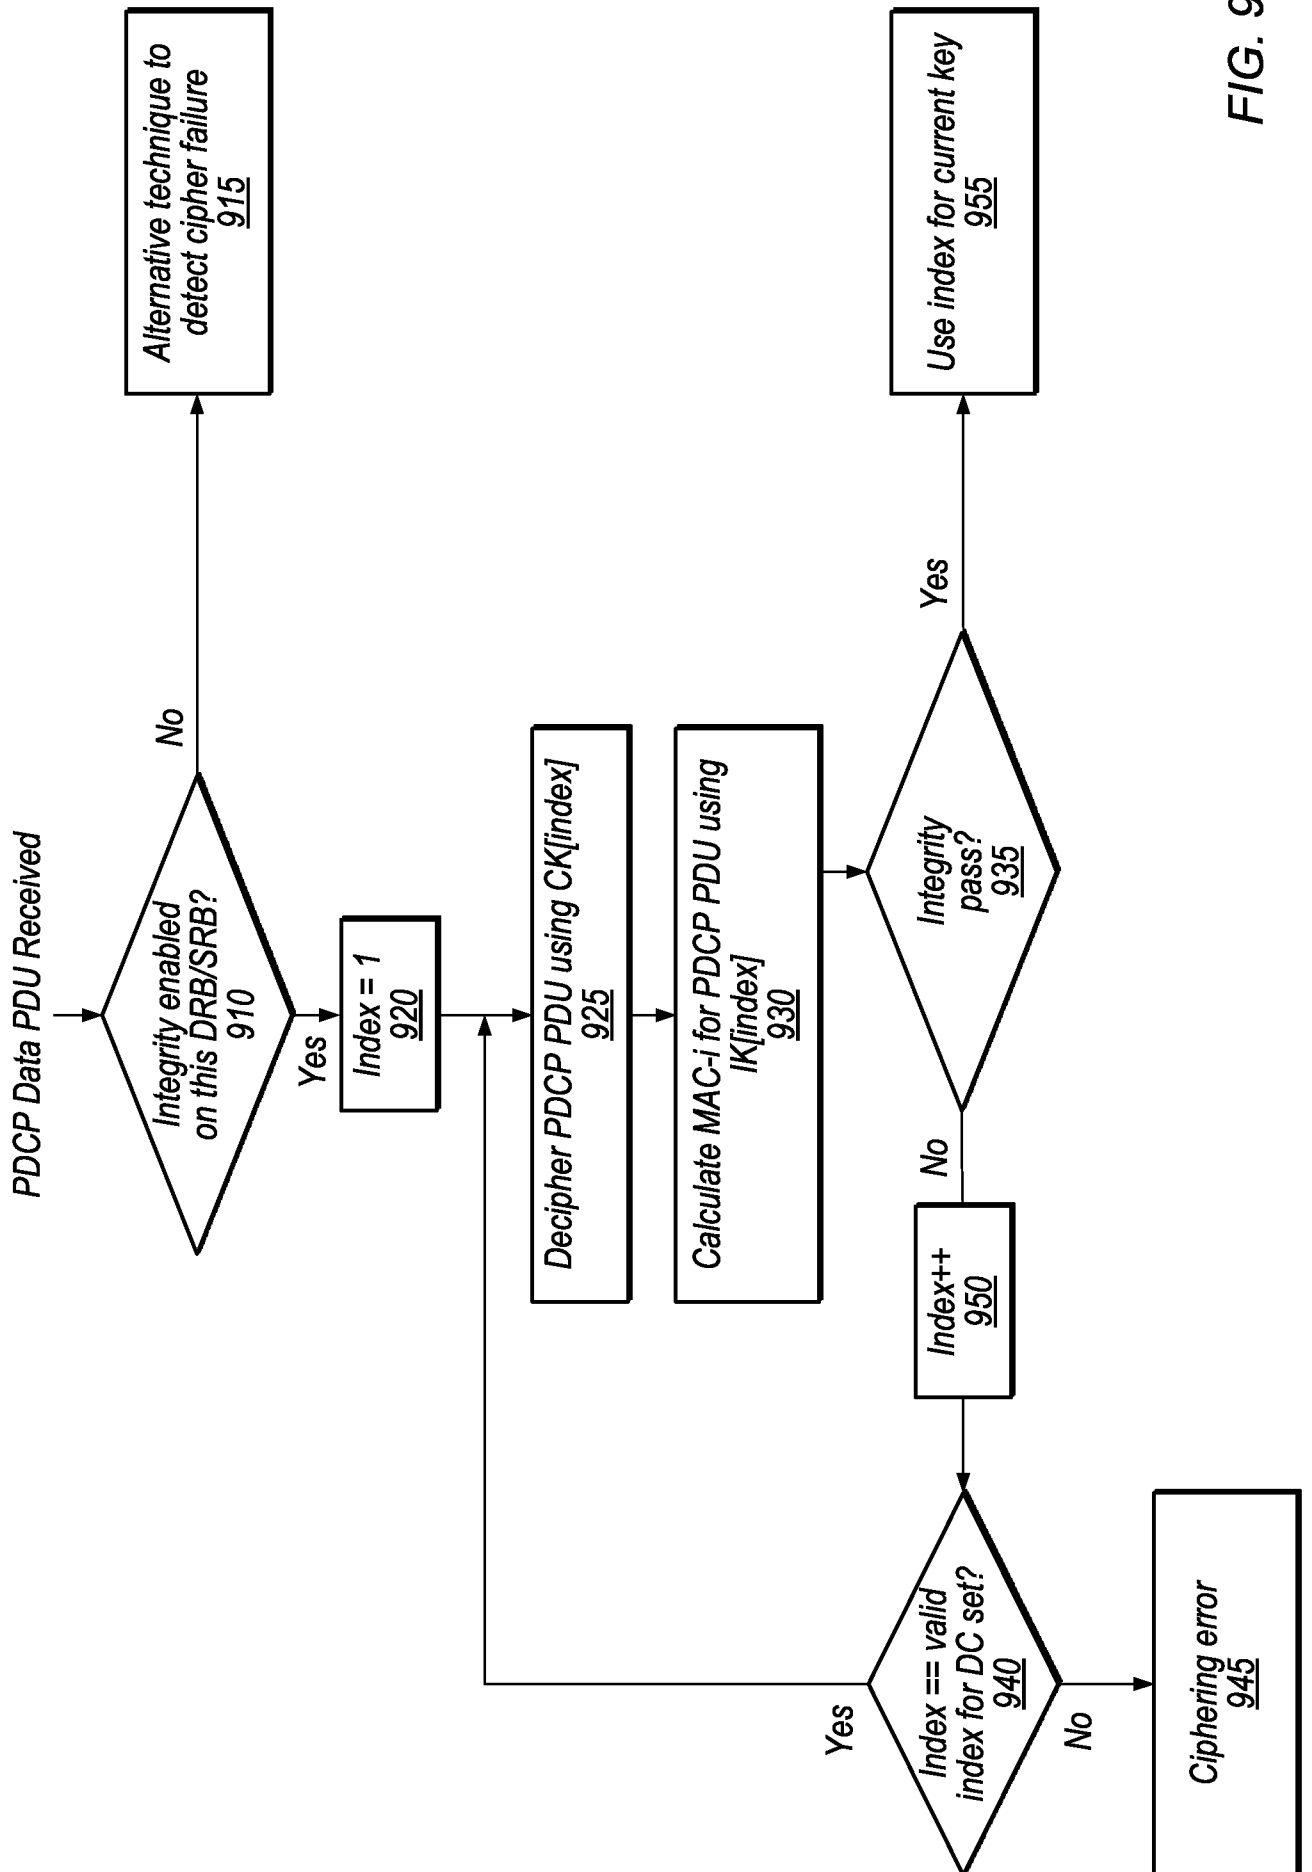 PDCP Data PDU Received
Integrity enabled
on this DRB/SRB?
910
No
Alternative technique to
detect cipher failure
915
Yes
Index = 1
920
Decipher PDCP PDU using CK[index]
925
Calculate MAC-i for PDCP PDU using
IK[index]
930
Integrity
pass?
935
Yes
Use index for current key
955
No
Index++
950
Index == valid
index for DC set?
940
Yes
No
Ciphering error
945
FIG. 9